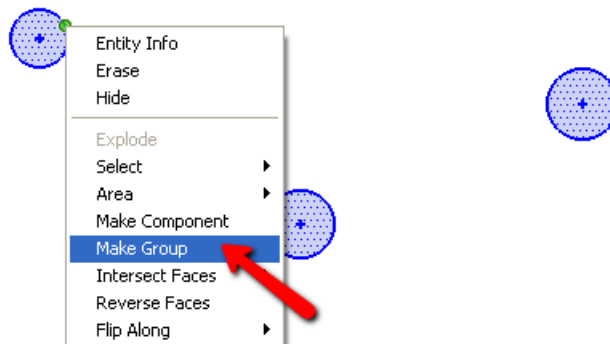 Entity Info
Erase
Hide
Explode
Select
Area
Make Component
Make Group
Intersect Faces
Reverse Faces
Flip Along